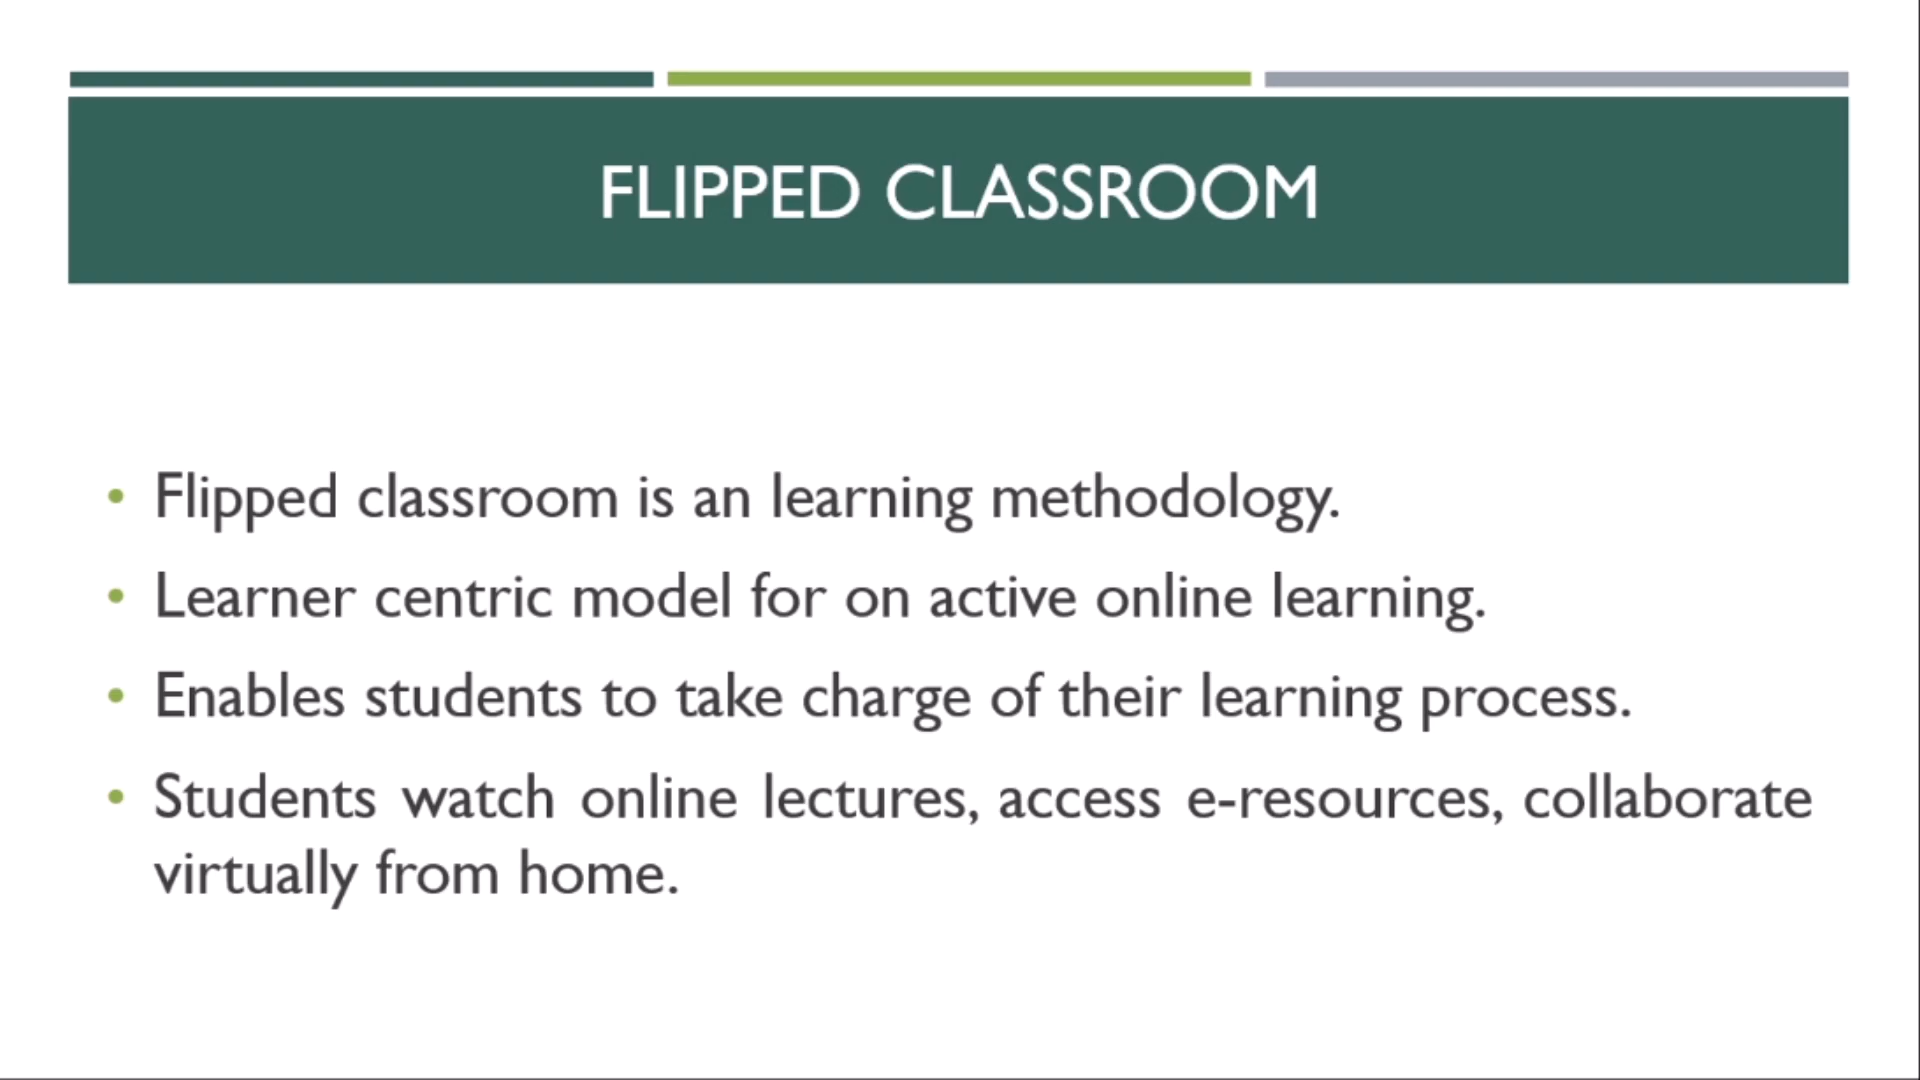 FLIPPED CLASSROOM
• Flipped classroom is an learning methodology.
• Learner centric model for on active online learning.
• Enables students to take charge of their learning process.
• Students watch online lectures, access e-resources, collaborate
virtually from home.